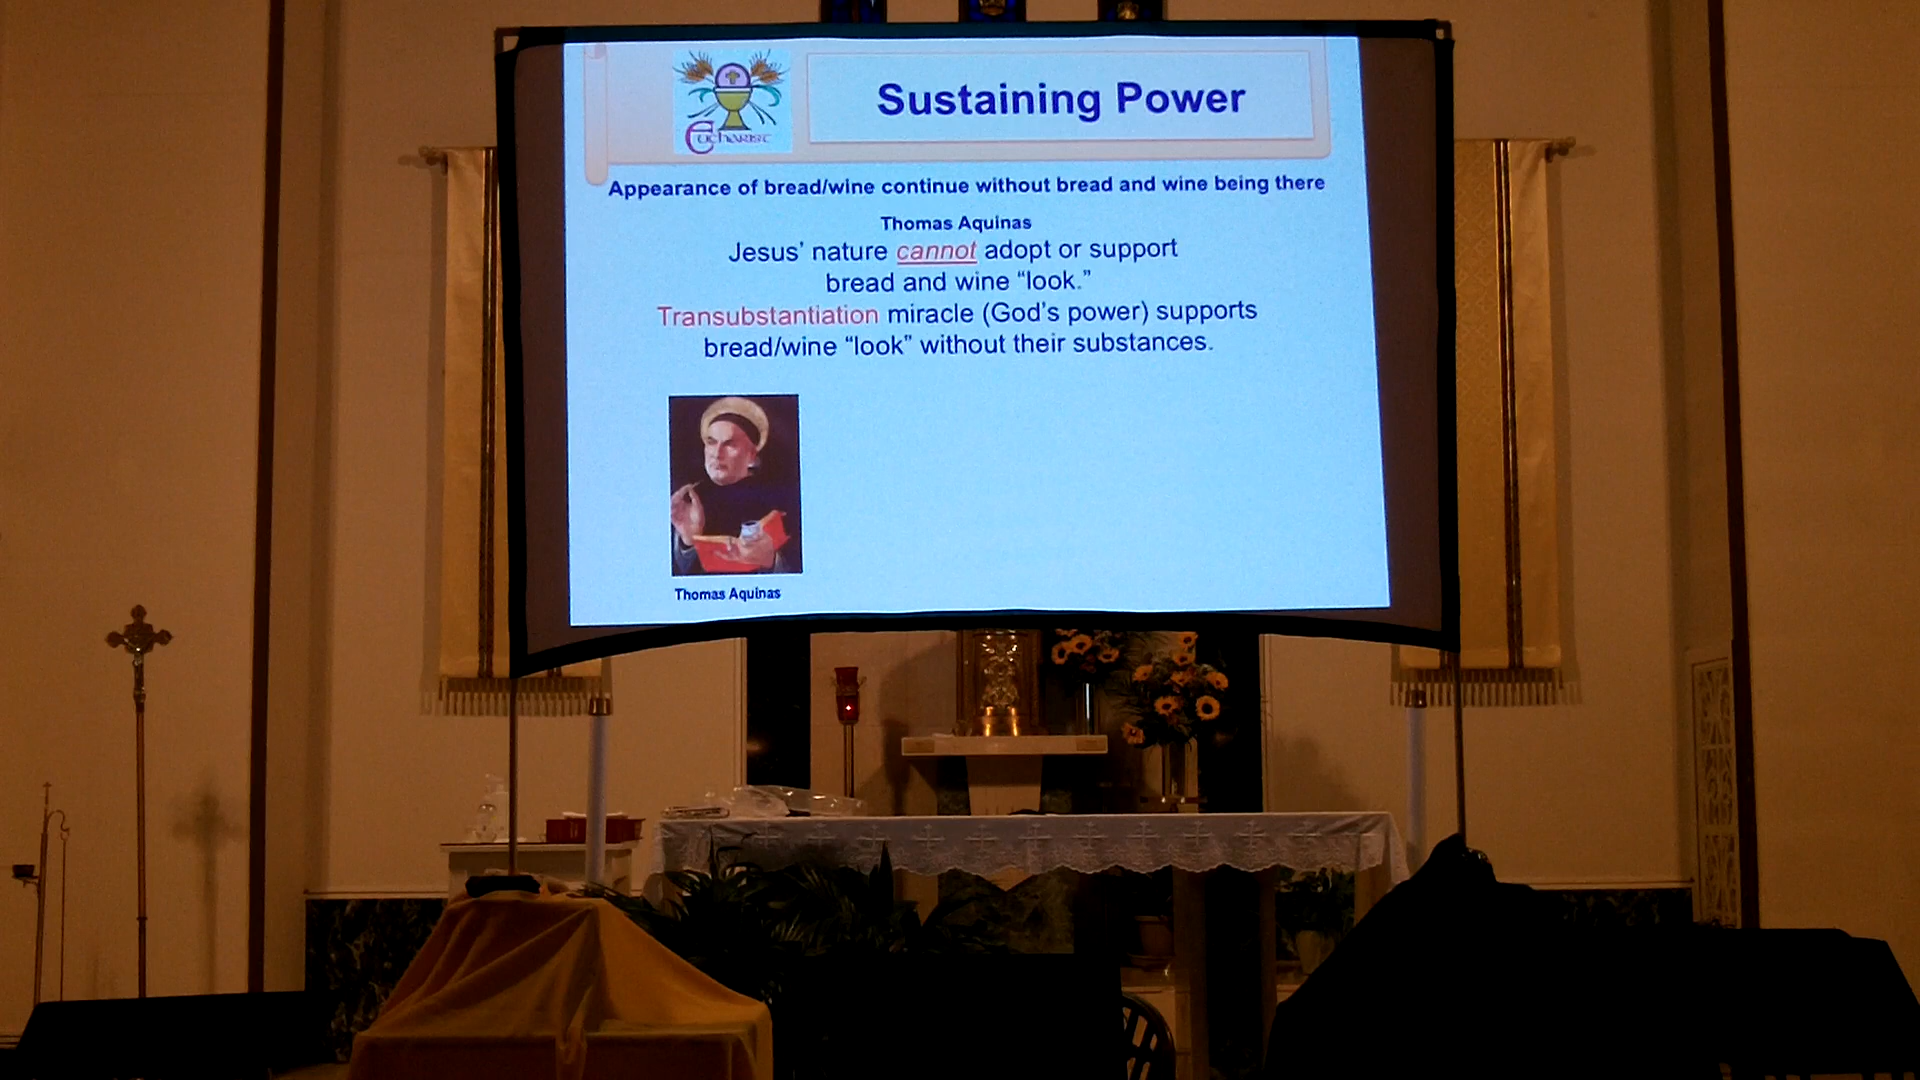 Eucharist
Sustaining Power
Appearance of bread/wine continue without bread and wine being there
Thomas Aquinas
Jesus’ nature cannot adopt or support
bread and wine “look.”
Transubstantiation miracle (God’s power) supports
bread/wine “look” without their substances.
Thomas Aquinas